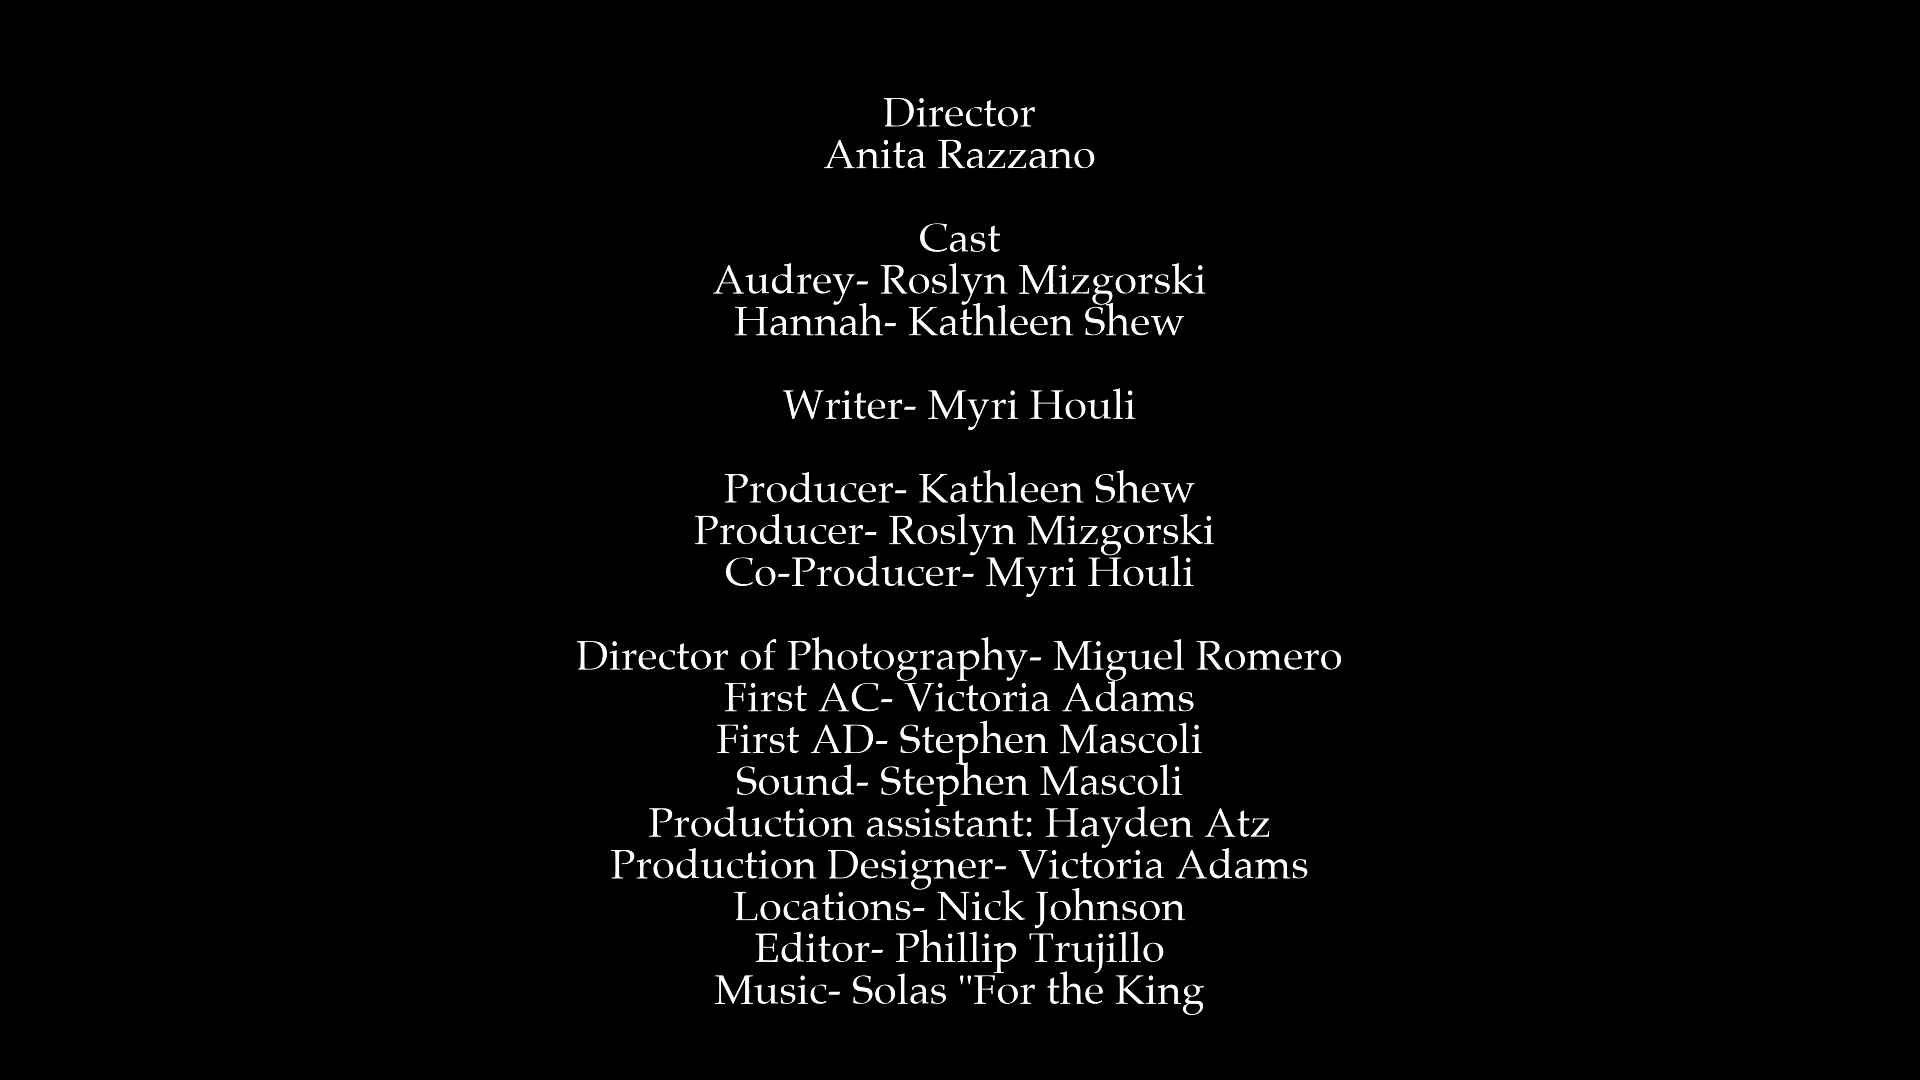 Director
Anita Razzano
Cast
Audrey- Roslyn Mizgorski
Hannah- Kathleen Shew
Writer- Myri Houli
Producer- Kathleen Shew
Producer- Roslyn Mizgorski
Co-Producer- Myri Houli
Director of Photography- Miguel Romero
First AC- Victoria Adams
First AD- Stephen Mascoli
Sound- Stephen Mascoli
Production assistant: Hayden Atz
Production Designer- Victoria Adams
Locations- Nick Johnson
Editor- Phillip Trujillo
Music- Solas "For the King